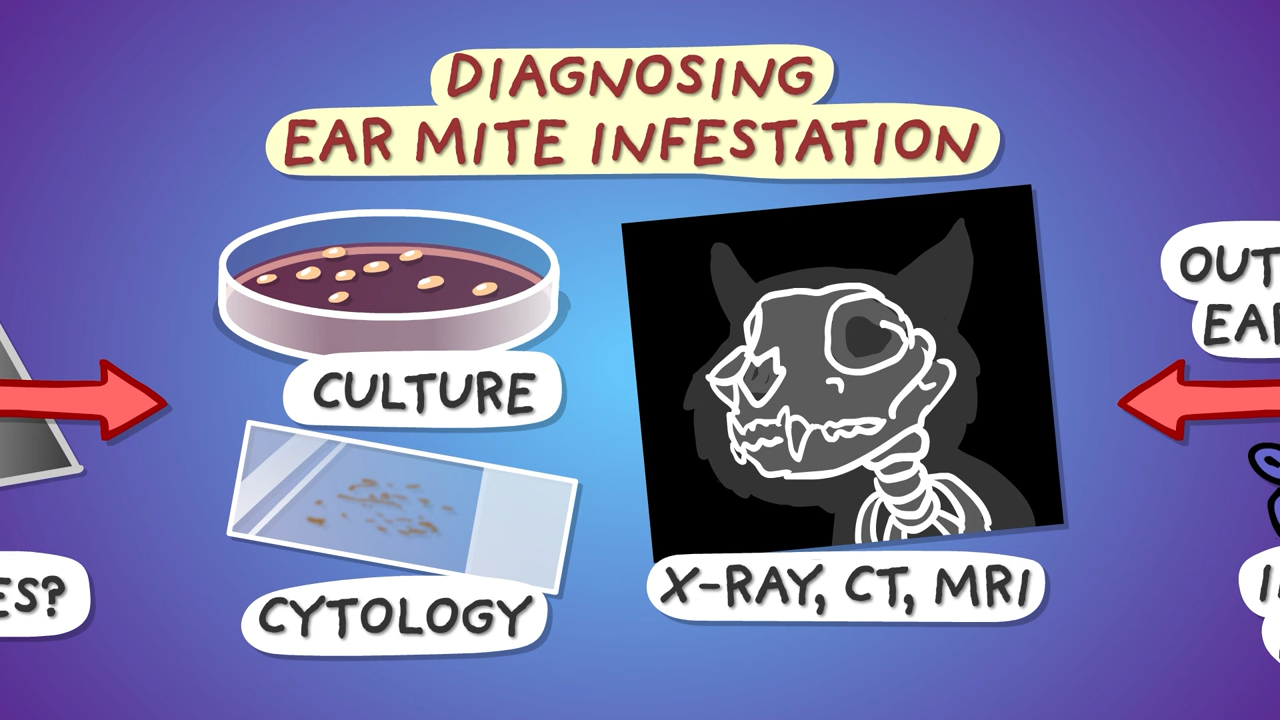 DIAGNOSING
EAR MITE INFESTATION
CULTURE
CYTOLOGY
X-RAY, CT, MRI